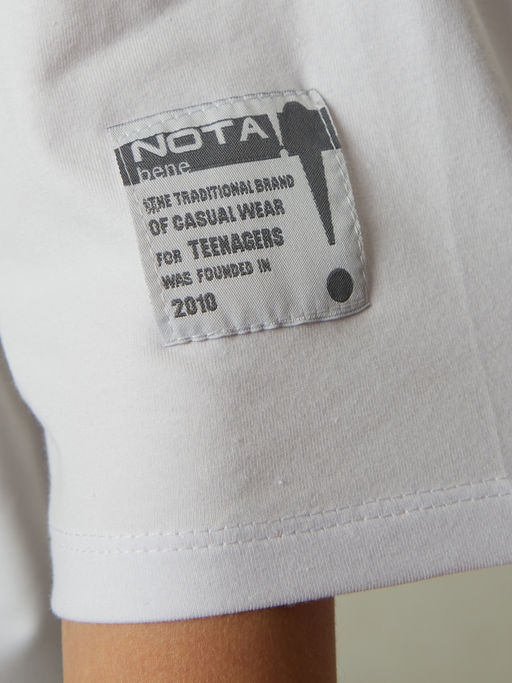 NOTA
bene
THE TRADITIONAL BRAND
OF CASUAL WEAR
FOR TEENAGERS
WAS FOUNDED IN
2010